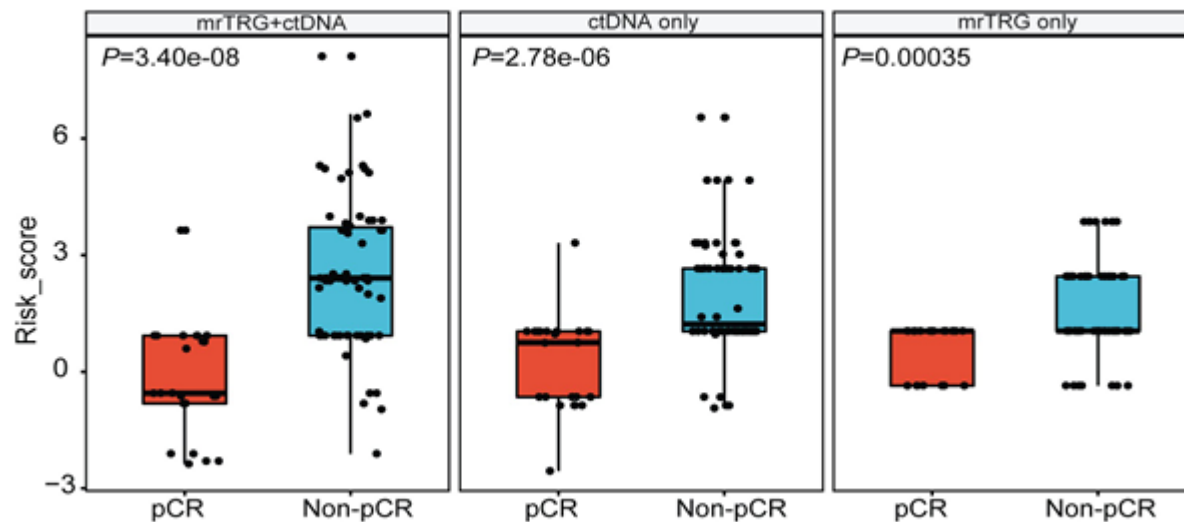 mrTRG+ctDNA
ctDNA only
mrTRG only
P=3.40e-08
P=2.78e-06
P=0.00035
Risk_score
6
3
0
−3
pCR
Non-pCR
pCR
Non-pCR
pCR
Non-pCR